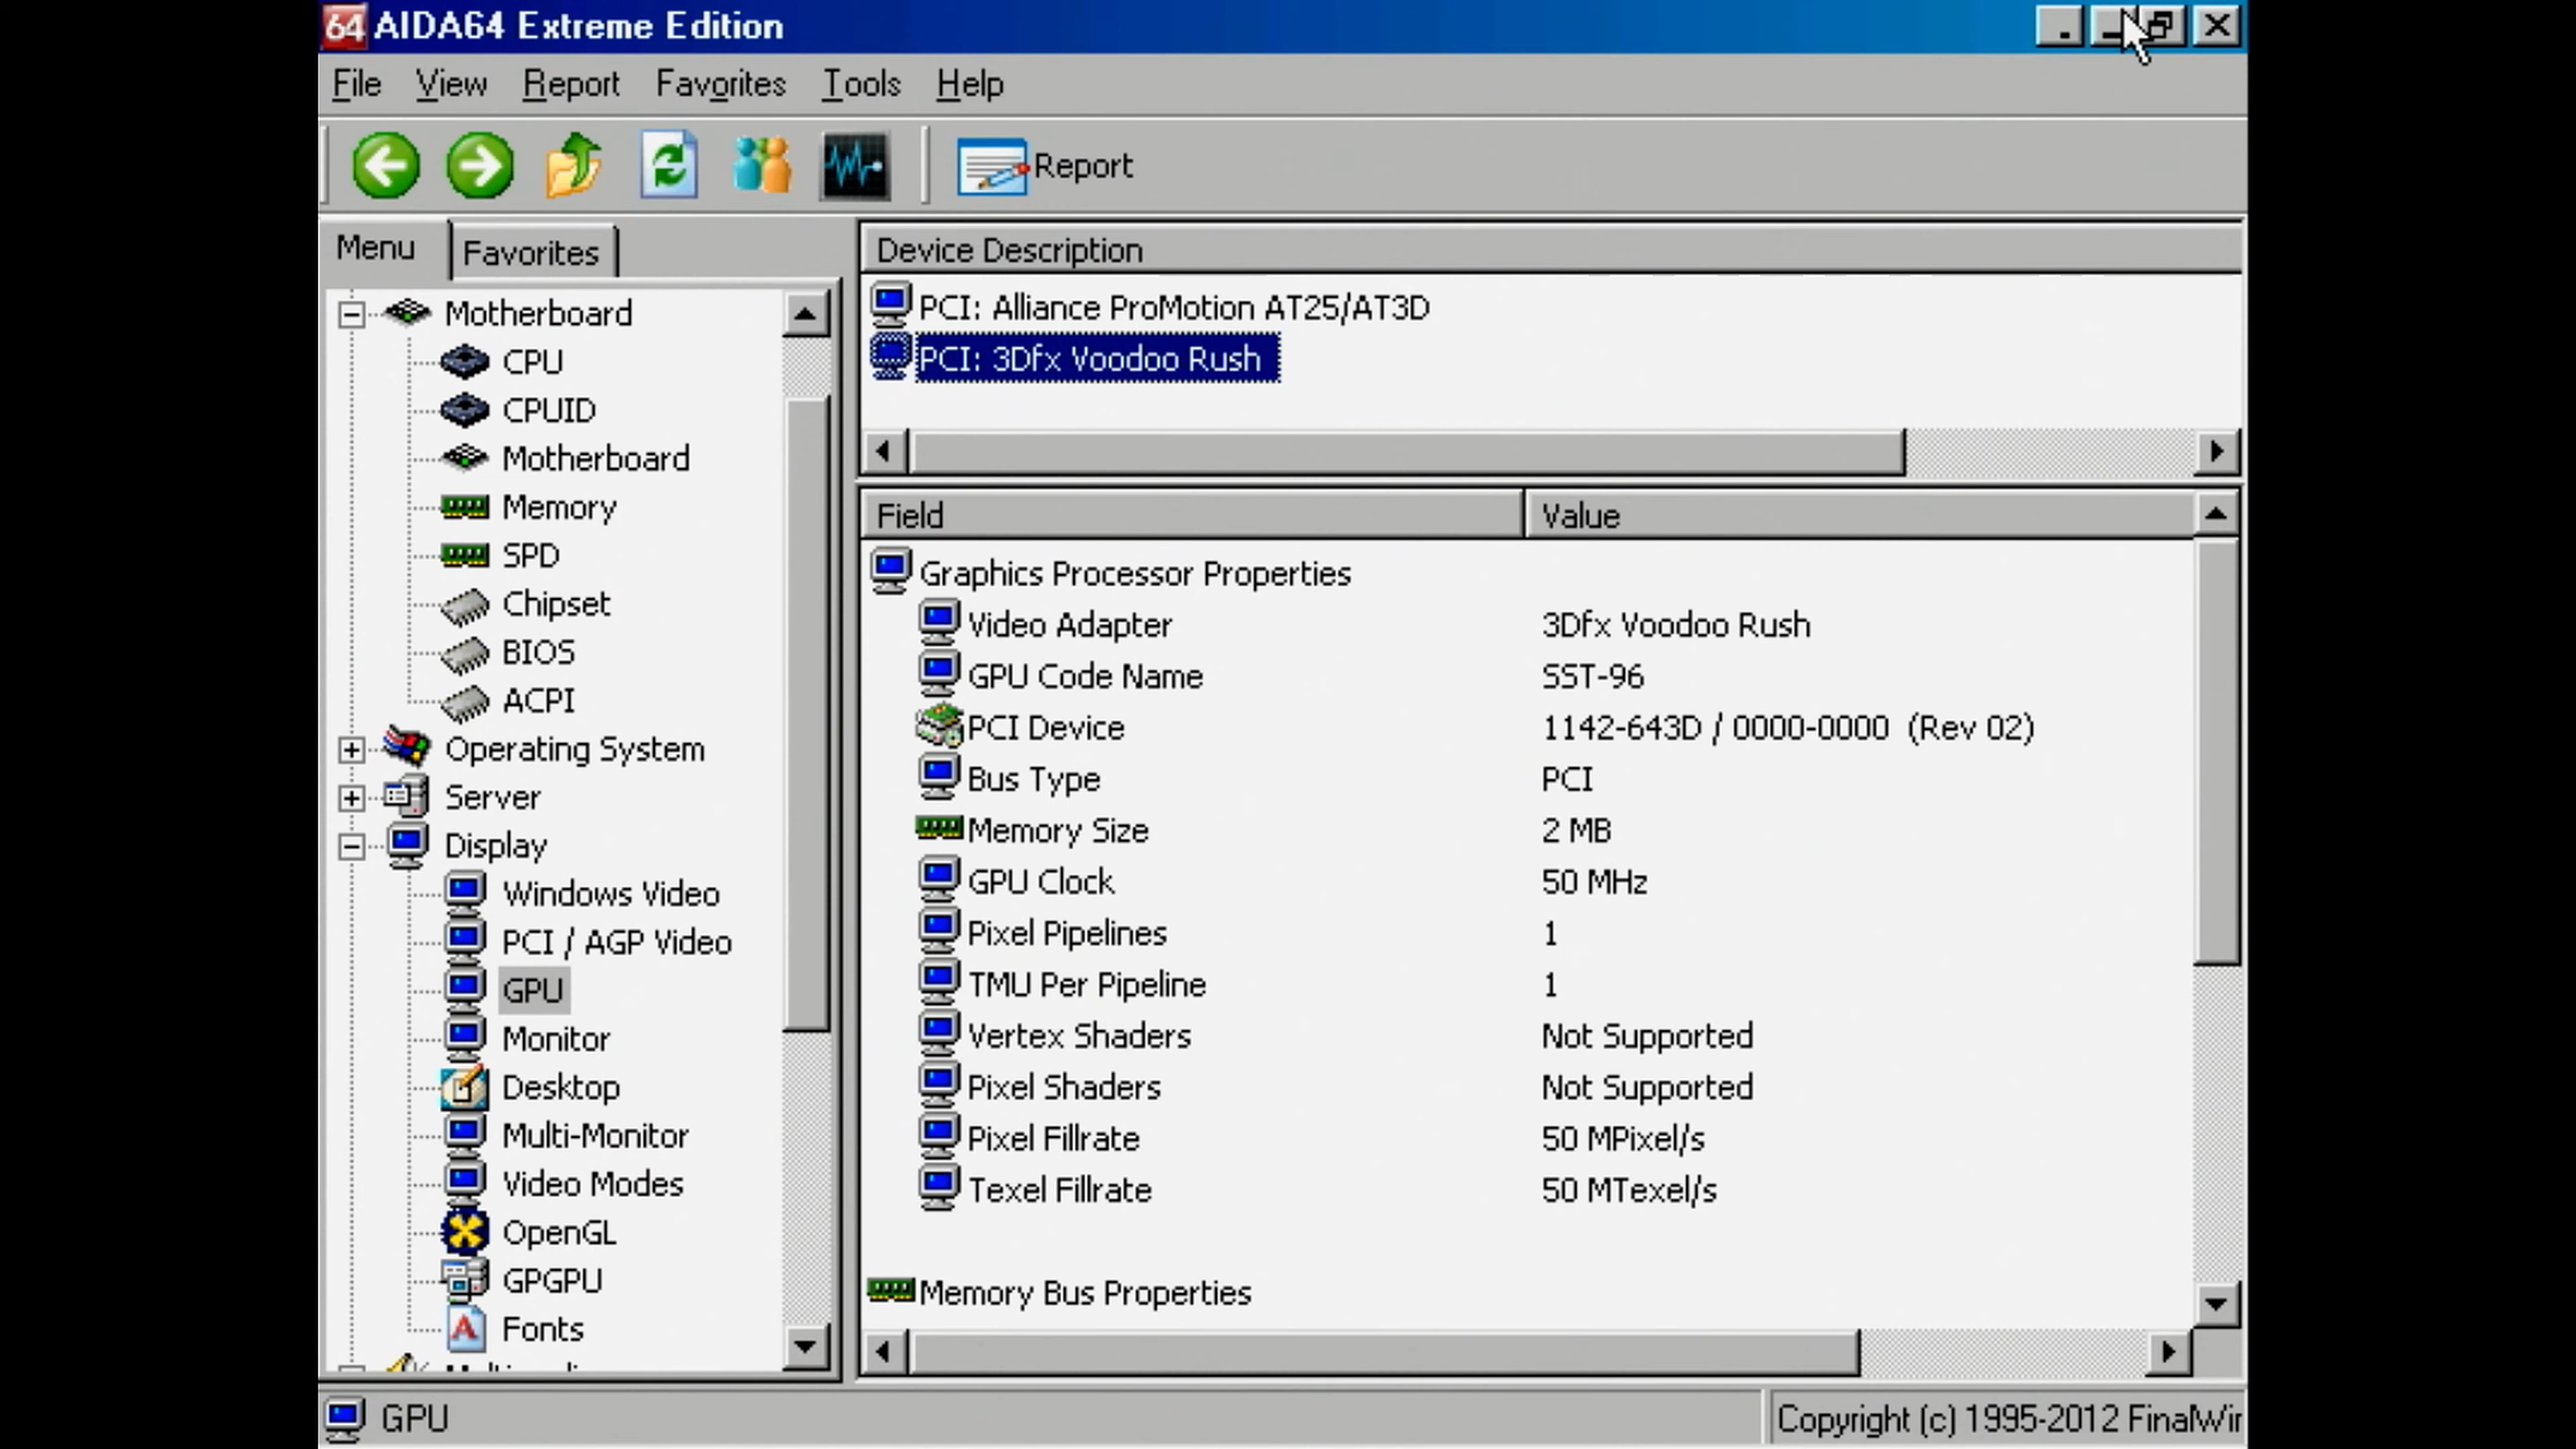 64 AIDA64 Extreme Edition
File View Report Favorites Tools Help
Report
Menu Favorites
Motherboard
CPU
CPUID
Motherboard
Memory
SPD
Chipset
BIOS
ACPI
Operating System
Server
Display
Windows Video
PCI / AGP Video
GPU
Monitor
Desktop
Multi-Monitor
Video Modes
OpenGL
GPGPU
Fonts
Device Description
PCI: Alliance ProMotion AT25/AT3D
PCI: 3Dfx Voodoo Rush
Field Value
Graphics Processor Properties
Video Adapter 3Dfx Voodoo Rush
GPU Code Name SST-96
PCI Device 1142-643D / 0000-0000 (Rev 02)
Bus Type PCI
Memory Size 2 MB
GPU Clock 50 MHz
Pixel Pipelines 1
TMU Per Pipeline 1
Vertex Shaders Not Supported
Pixel Shaders Not Supported
Pixel Fillrate 50 MPixel/s
Texel Fillrate 50 MTexel/s
Memory Bus Properties
GPU
Copyright (c) 1995-2012 FinalWir